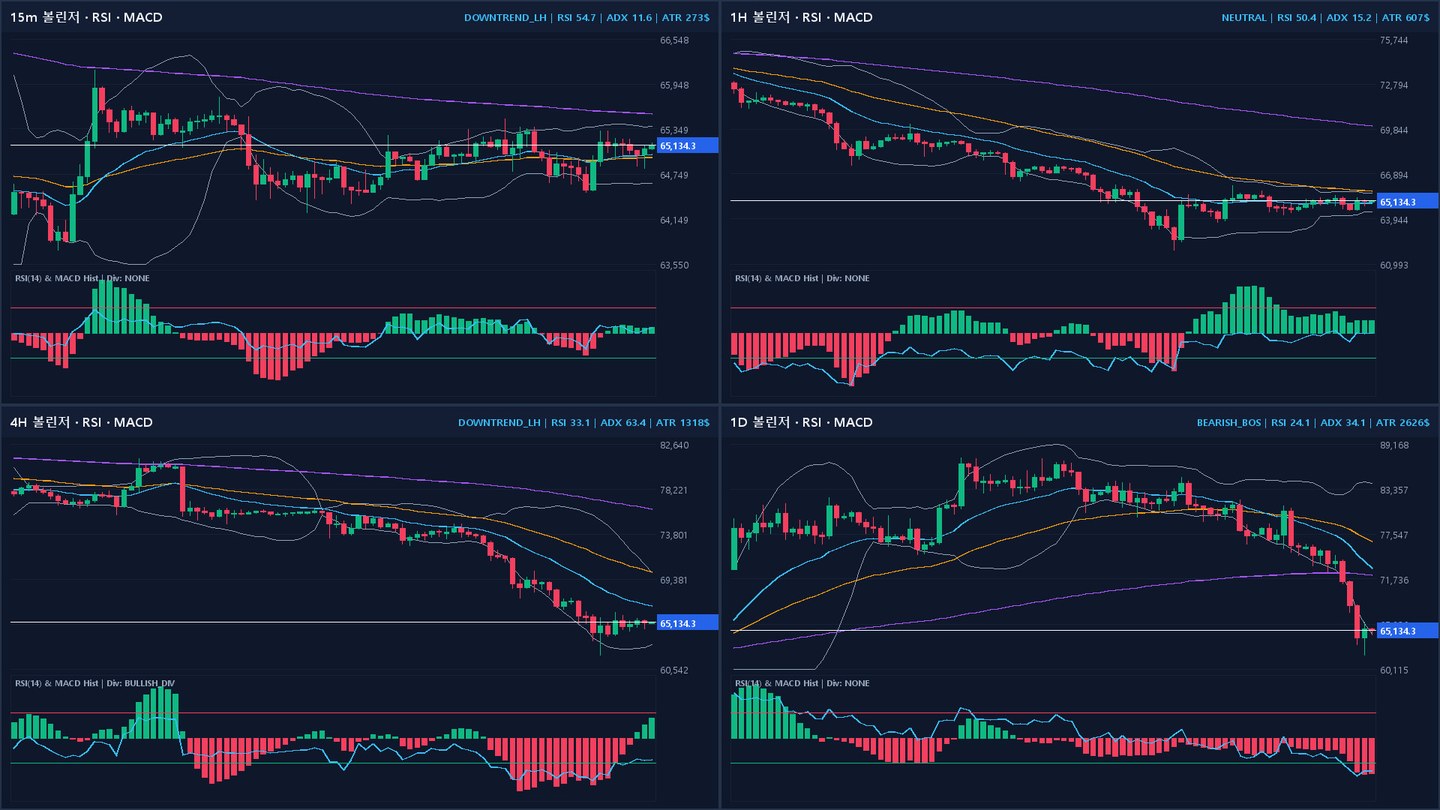 15m 볼린저 · RSI · MACD
DOWNTREND_LH | RSI 54.7 | ADX 11.6 | ATR 273$
66,548
65,948
65,349
65,134.3
64,749
64,149
63,550
RSI(14) & MACD Hist | Div: NONE
1H 볼린저 · RSI · MACD
NEUTRAL | RSI 50.4 | ADX 15.2 | ATR 607$
75,744
72,794
69,844
66,894
65,134.3
63,944
60,993
RSI(14) & MACD Hist | Div: NONE
4H 볼린저 · RSI · MACD
DOWNTREND_LH | RSI 33.1 | ADX 63.4 | ATR 1318$
82,640
78,221
73,801
69,381
65,134.3
60,542
RSI(14) & MACD Hist | Div: BULLISH_DIV
1D 볼린저 · RSI · MACD
BEARISH_BOS | RSI 24.1 | ADX 34.1 | ATR 2626$
89,168
83,357
77,547
71,736
65,134.3
60,115
RSI(14) & MACD Hist | Div: NONE